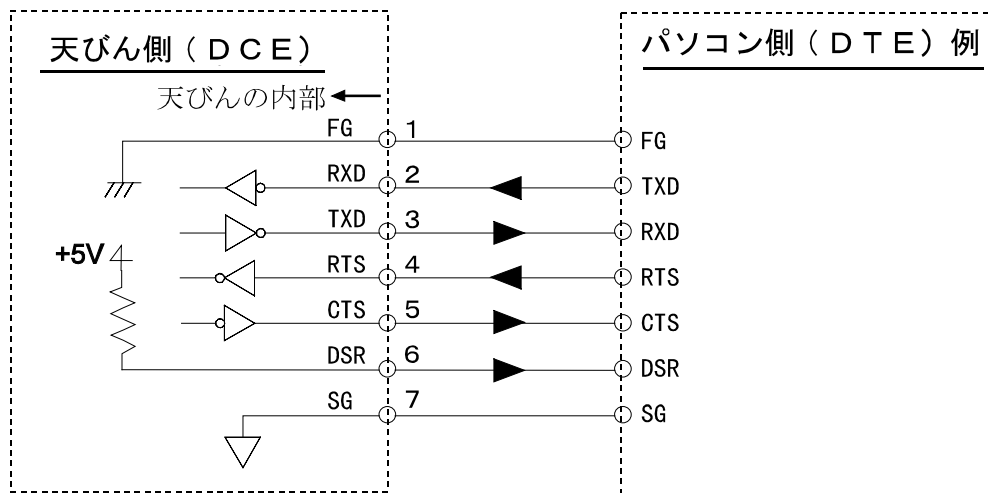 天びん側（ＤＣＥ）
パソコン側（ＤＴＥ）例
天びんの内部
FG 1 FG
RXD 2 TXD
TXD 3 RXD
+5V
RTS 4 RTS
CTS 5 CTS
DSR 6 DSR
SG 7 SG